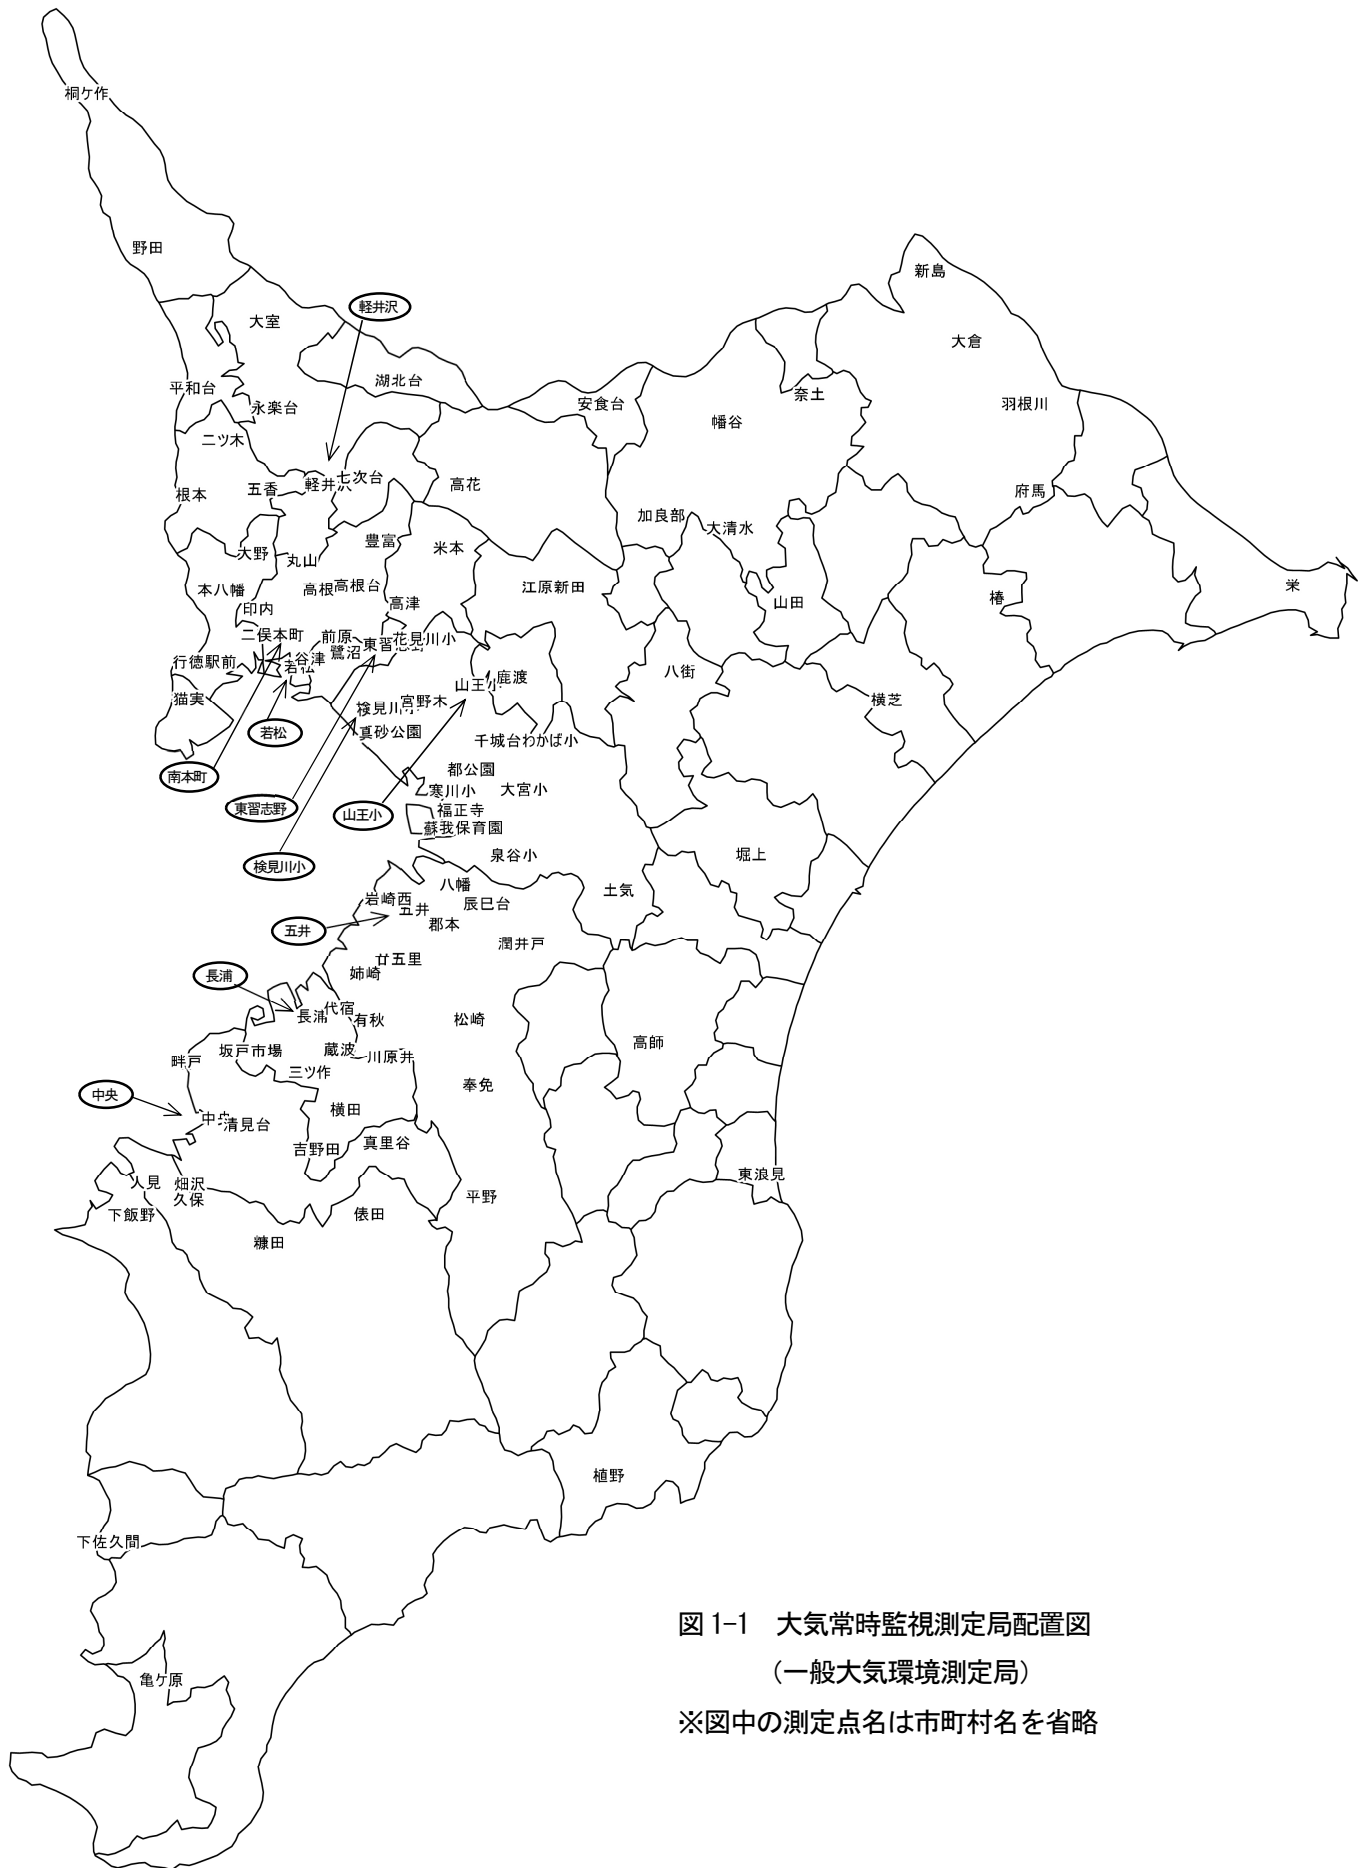 桐ケ作
野田
新島
軽井沢
大室
大倉
湖北台
平和台
奈土
安食台
羽根川
永楽台
幡谷
二ツ木
七次台
軽井沢
高花
五香
府馬
根本
加良部
大清水
豊富
米本
大野
丸山
江原新田
栄
高根
高根台
本八幡
椿
山田
高津
印内
二俣本町
前原
東習志野
花見川小
鷺沼
谷津
行徳駅前
若松
八街
鹿渡
山王小
猫実
横芝
宮野木
検見川小
若松
真砂公園
千城台わかば小
都公園
南本町
寒川小
大宮小
東習志野
福正寺
山王小
蘇我保育園
泉谷小
堀上
検見川小
八幡
土気
岩崎西
辰巳台
五井
郡本
五井
潤井戸
廿五里
姉崎
長浦
代宿
長浦
有秋
松崎
高師
坂戸市場
蔵波
川原井
畔戸
三ツ作
奉免
中央
横田
中央
清見台
真里谷
吉野田
東浪見
人見
畑沢
久保
平野
下飯野
俵田
糠田
植野
下佐久間
亀ケ原
図1-1　大気常時監視測定局配置図
（一般大気環境測定局）
※図中の測定点名は市町村名を省略